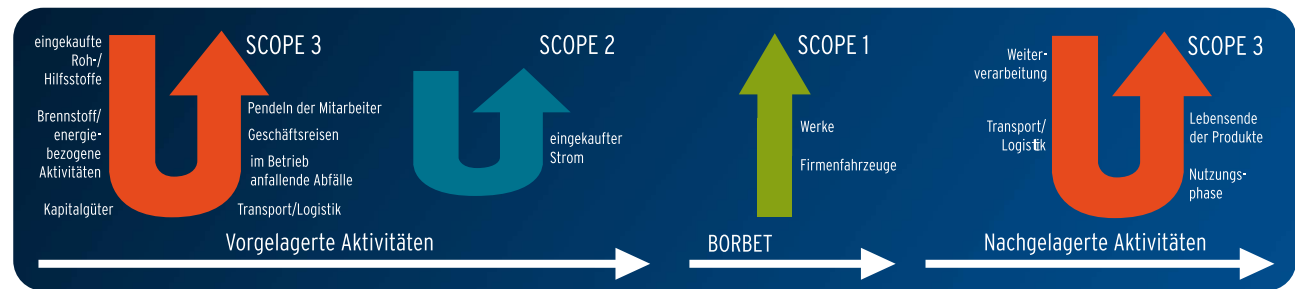 SCOPE 3
eingekaufte
Roh-/
Hilfsstoffe
Brennstoff/
energie-
bezogene
Aktivitäten
Kapitalgüter
Pendeln der Mitarbeiter
Geschäftsreisen
im Betrieb
anfallende Abfälle
Transport/Logistik
SCOPE 2
eingekaufter
Strom
Vorgelagerte Aktivitäten
SCOPE 1
Werke
Firmenfahrzeuge
BORBET
SCOPE 3
Weiter-
verarbeitung
Transport/
Logistik
Lebensende
der Produkte
Nutzungs-
phase
Nachgelagerte Aktivitäten